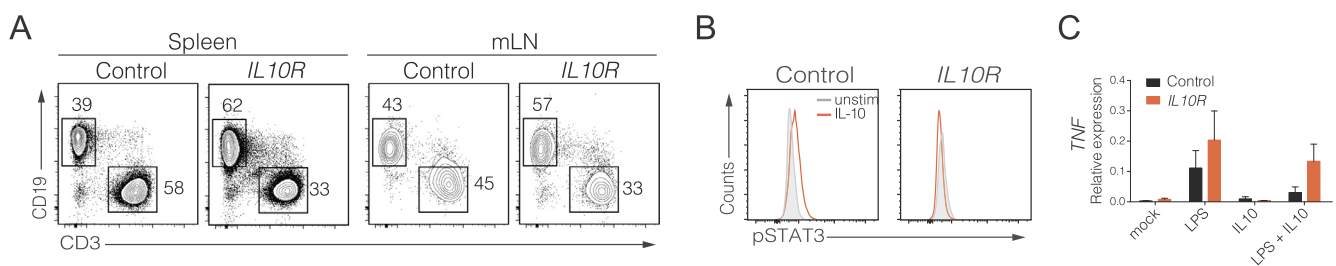 A
Spleen
mLN
Control
IL10R
Control
IL10R
39
58
62
33
43
45
57
33
CD19
CD3
B
Control
IL10R
unstim
IL-10
Counts
pSTAT3
C
Control
IL10R
TNF
Relative expression
0.4
0.3
0.2
0.1
0.0
mock
LPS
IL10
LPS + IL10